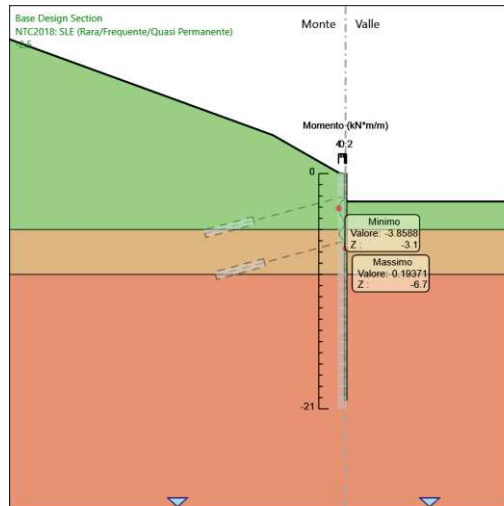 Base Design Section
NTC2018: SLE (Rara/Frequente/Quasi Permanente)
Monte
Valle
Momento (kN*m/m)
0
Minimo
Valore: -3.8588
Z : -3.1
Massimo
Valore: 0.19371
Z : -6.7
-21